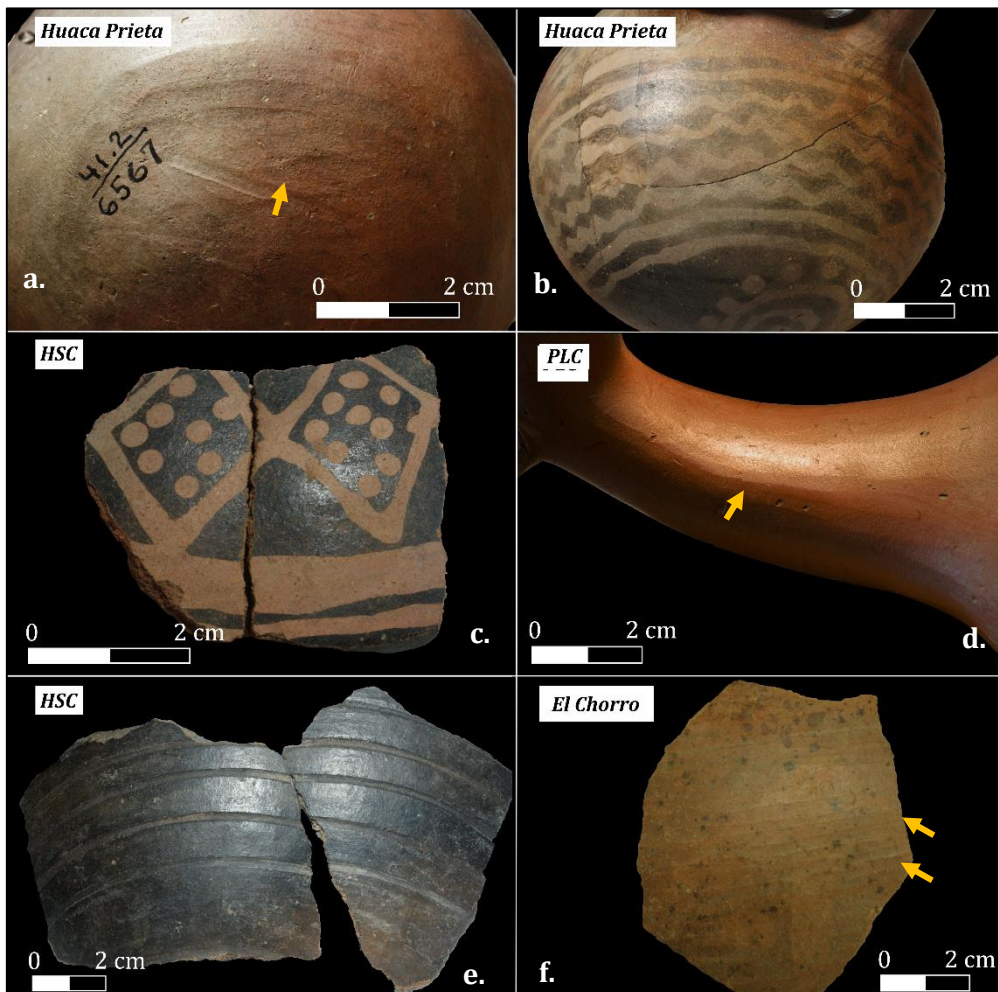 Huaca Prieta
41.2
6567
a.
0 2 cm
Huaca Prieta
b.
0 2 cm
HSC
c.
0 2 cm
PLC
d.
0 2 cm
HSC
e.
0 2 cm
El Chorro
f.
0 2 cm